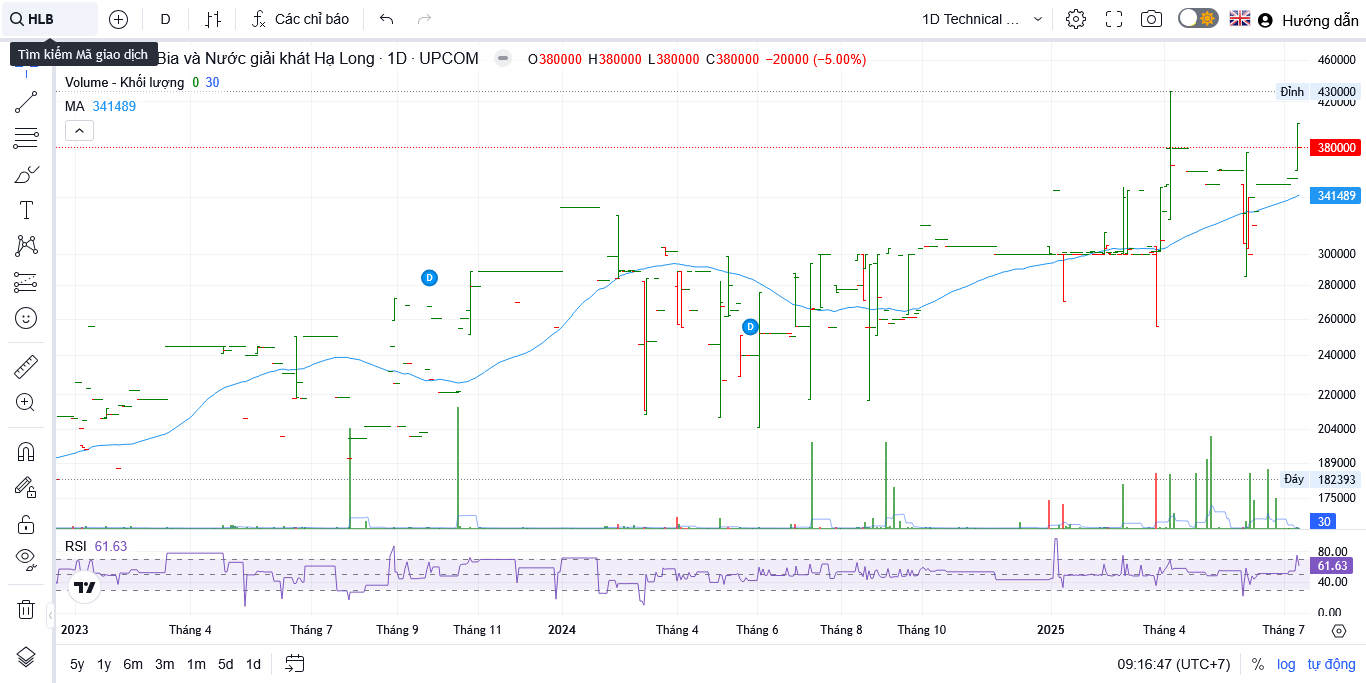 HLB
D
Các chỉ báo
1D Technical ...
Hướng dẫn
Tìm kiếm Mã giao dịch
Bia và Nước giải khát Hạ Long · 1D · UPCOM
O380000 H380000 L380000 C380000 −20000 (−5.00%)
Volume - Khối lượng 0 30
MA 341489
460000
Đỉnh 430000
420000
380000
341489
300000
280000
260000
240000
220000
204000
189000
Đáy 182393
175000
30
D
D
RSI 61.63
80.00
61.63
40.00
0.00
2023 Tháng 4 Tháng 7 Tháng 9 Tháng 11 2024 Tháng 4 Tháng 6 Tháng 8 Tháng 10 2025 Tháng 4 Tháng 7
5y 1y 6m 3m 1m 5d 1d
09:16:47 (UTC+7) % log tự động